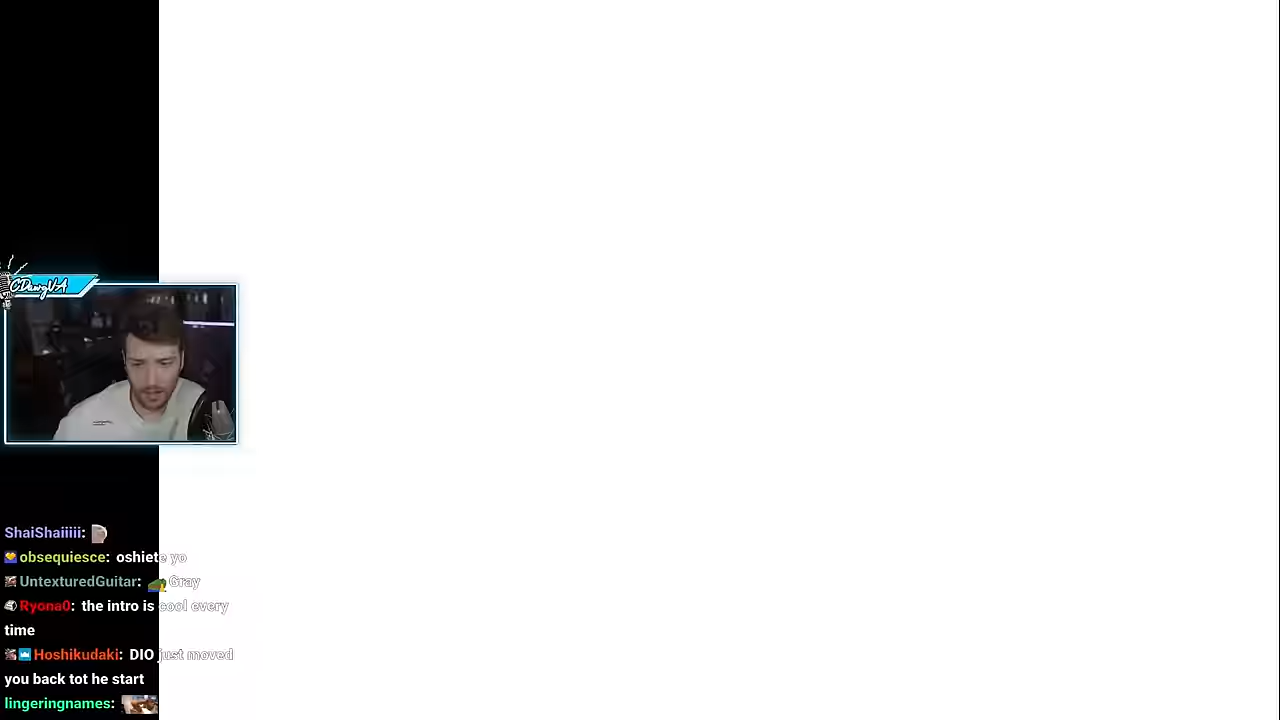 CDawgVA
ShaiShaiiiii:
obsequiesce: oshiete yo
UntexturedGuitar: Gray
Ryona0: the intro is cool every
time
Hoshikudaki: DIO just moved
you back tot he start
lingeringnames: